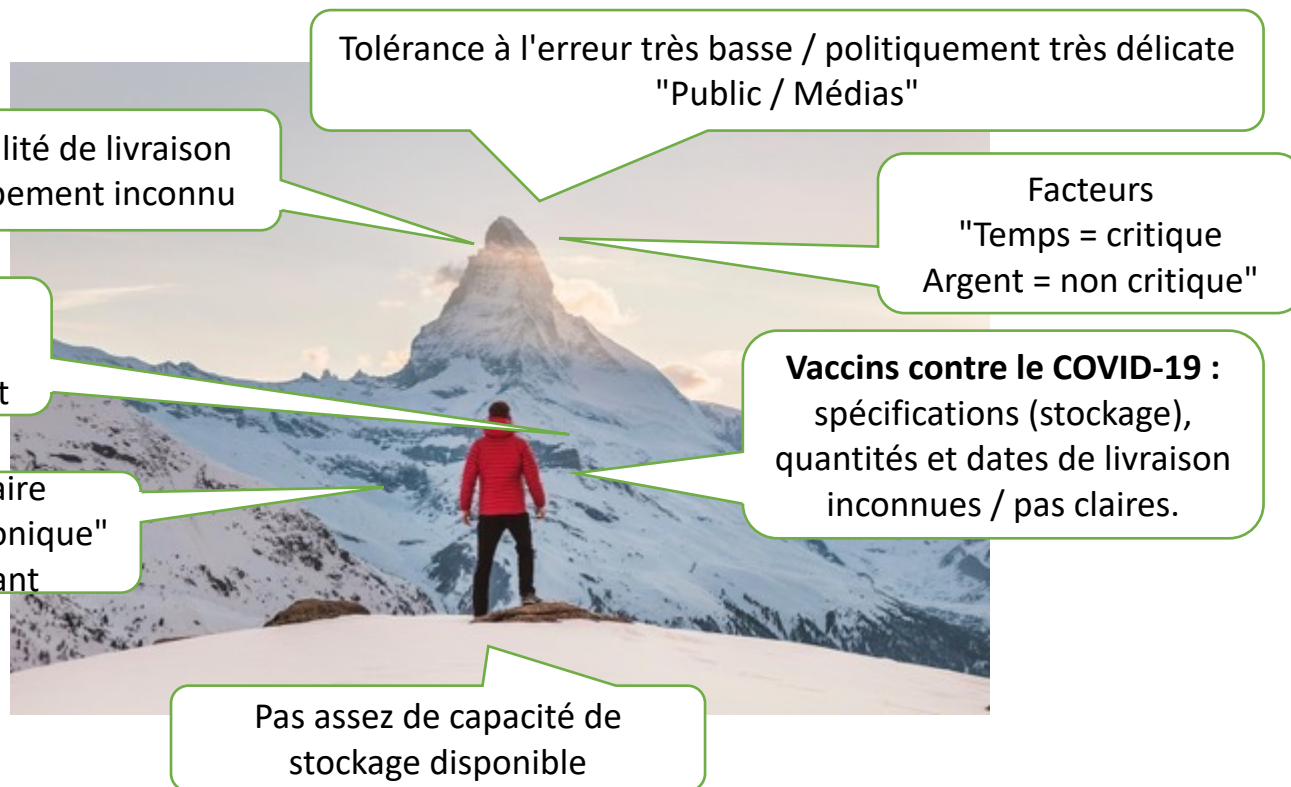 Tolérance à l'erreur très basse / politiquement très délicate
"Public / Médias"
lité de livraison
pement inconnu
Facteurs
"Temps = critique
Argent = non critique"
t
Vaccins contre le COVID-19 :
spécifications (stockage),
quantités et dates de livraison
inconnues / pas claires.
aire
onique"
ant
Pas assez de capacité de
stockage disponible